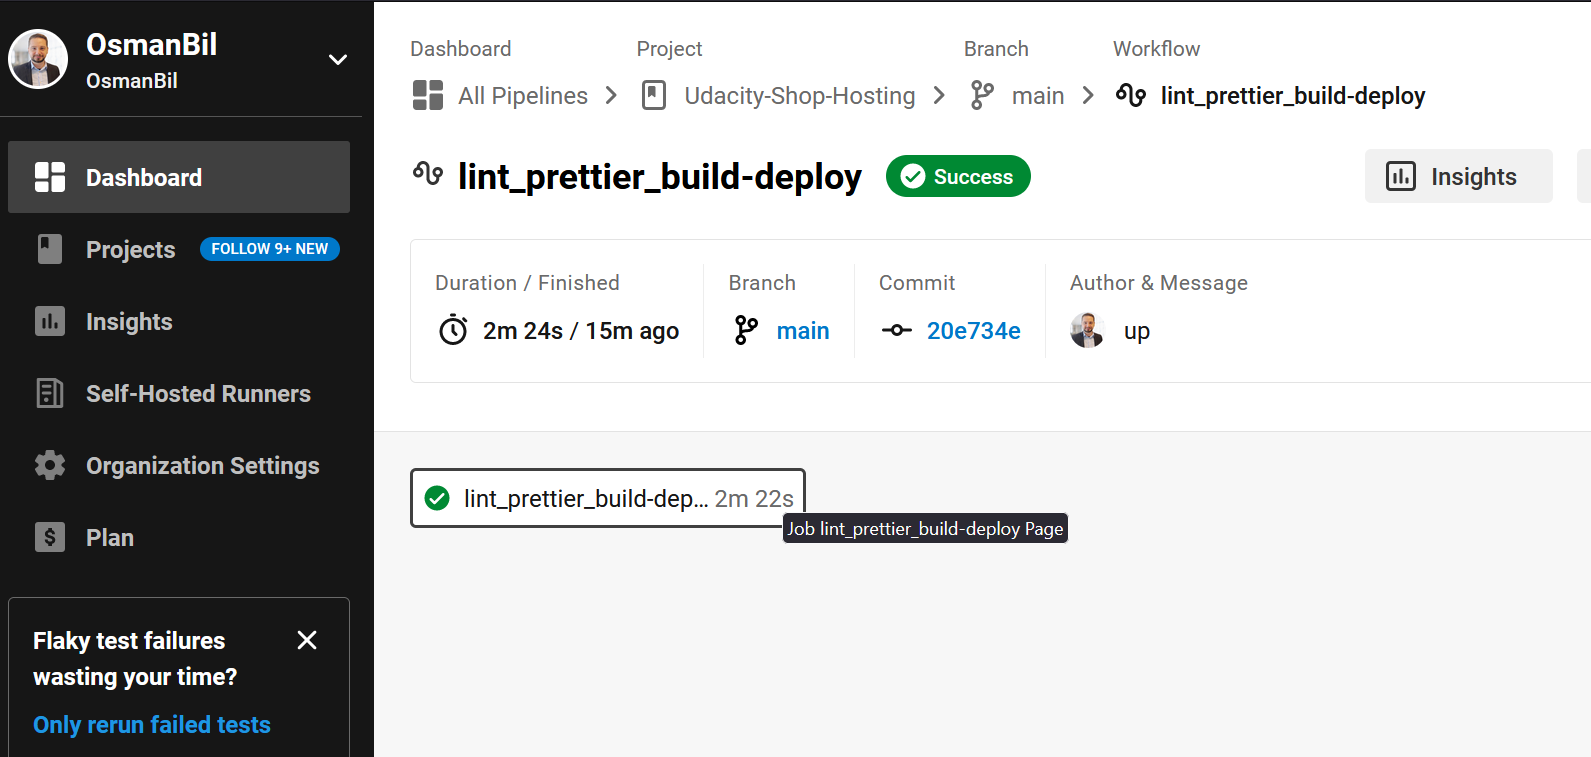 OsmanBil
OsmanBil
Dashboard
Projects FOLLOW 9+ NEW
Insights
Self-Hosted Runners
Organization Settings
Plan
Flaky test failures
wasting your time?
Only rerun failed tests
Dashboard Project Branch Workflow
All Pipelines Udacity-Shop-Hosting main lint_prettier_build-deploy
lint_prettier_build-deploy Success Insights
Duration / Finished Branch Commit Author & Message
2m 24s / 15m ago main 20e734e up
lint_prettier_build-dep... 2m 22s
Job lint_prettier_build-deploy Page